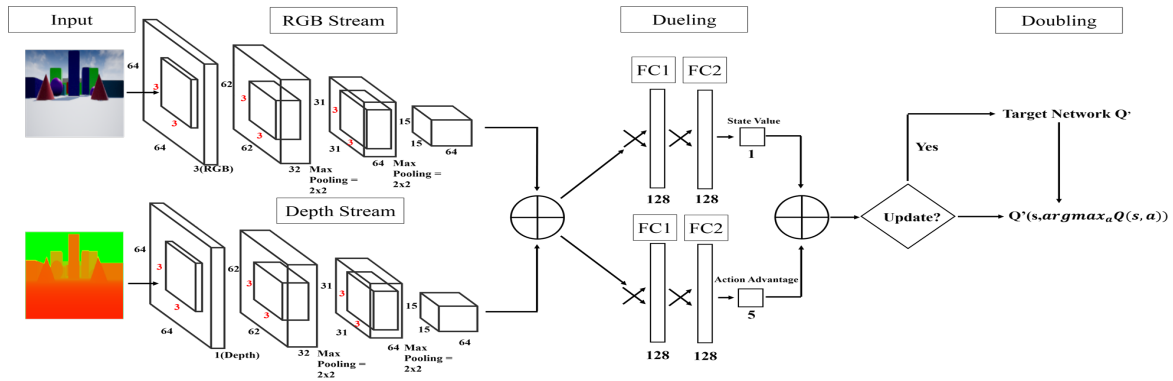 Input
RGB Stream
Dueling
Doubling
64
3
3
64
3(RGB)
62
3
3
62
32
Max
Pooling =
2x2
31
3
3
31
64
Max
Pooling =
2x2
15
15
64
FC1
FC2
128
128
State Value
1
Yes
Target Network Q'
Update?
Q'(s,argmaxₐQ(s,a))
Depth Stream
64
3
3
64
1(Depth)
62
3
3
62
32
Max
Pooling =
2x2
31
3
3
31
64
Max
Pooling =
2x2
15
15
64
FC1
FC2
128
128
Action Advantage
5